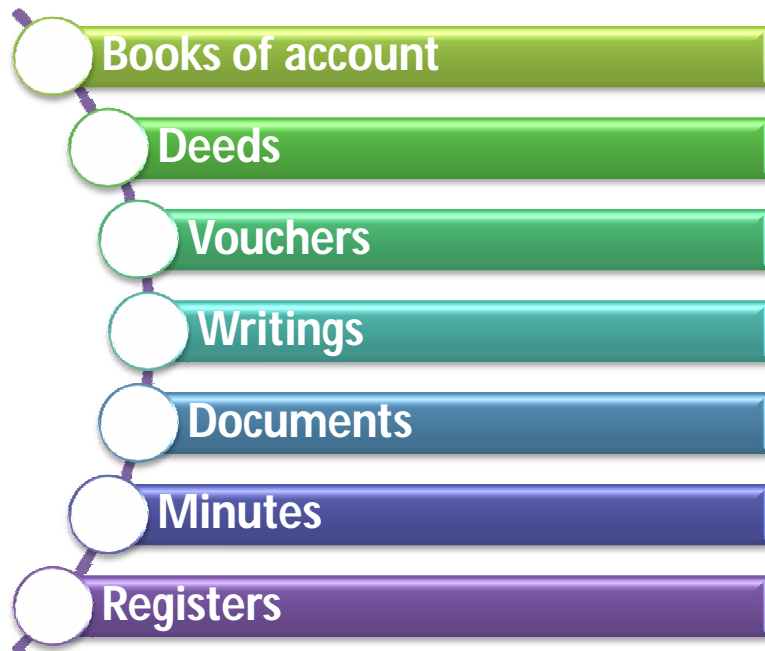 Books of account
Deeds
Vouchers
Writings
Documents
Minutes
Registers